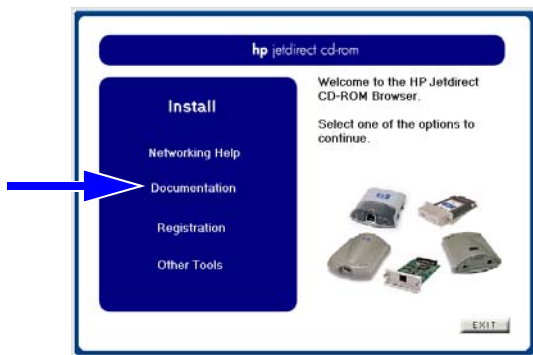 hp jetdirect cd-rom
Install
Networking Help
Documentation
Registration
Other Tools
Welcome to the HP Jetdirect
CD-ROM Browser.
Select one of the options to
continue.
EXIT